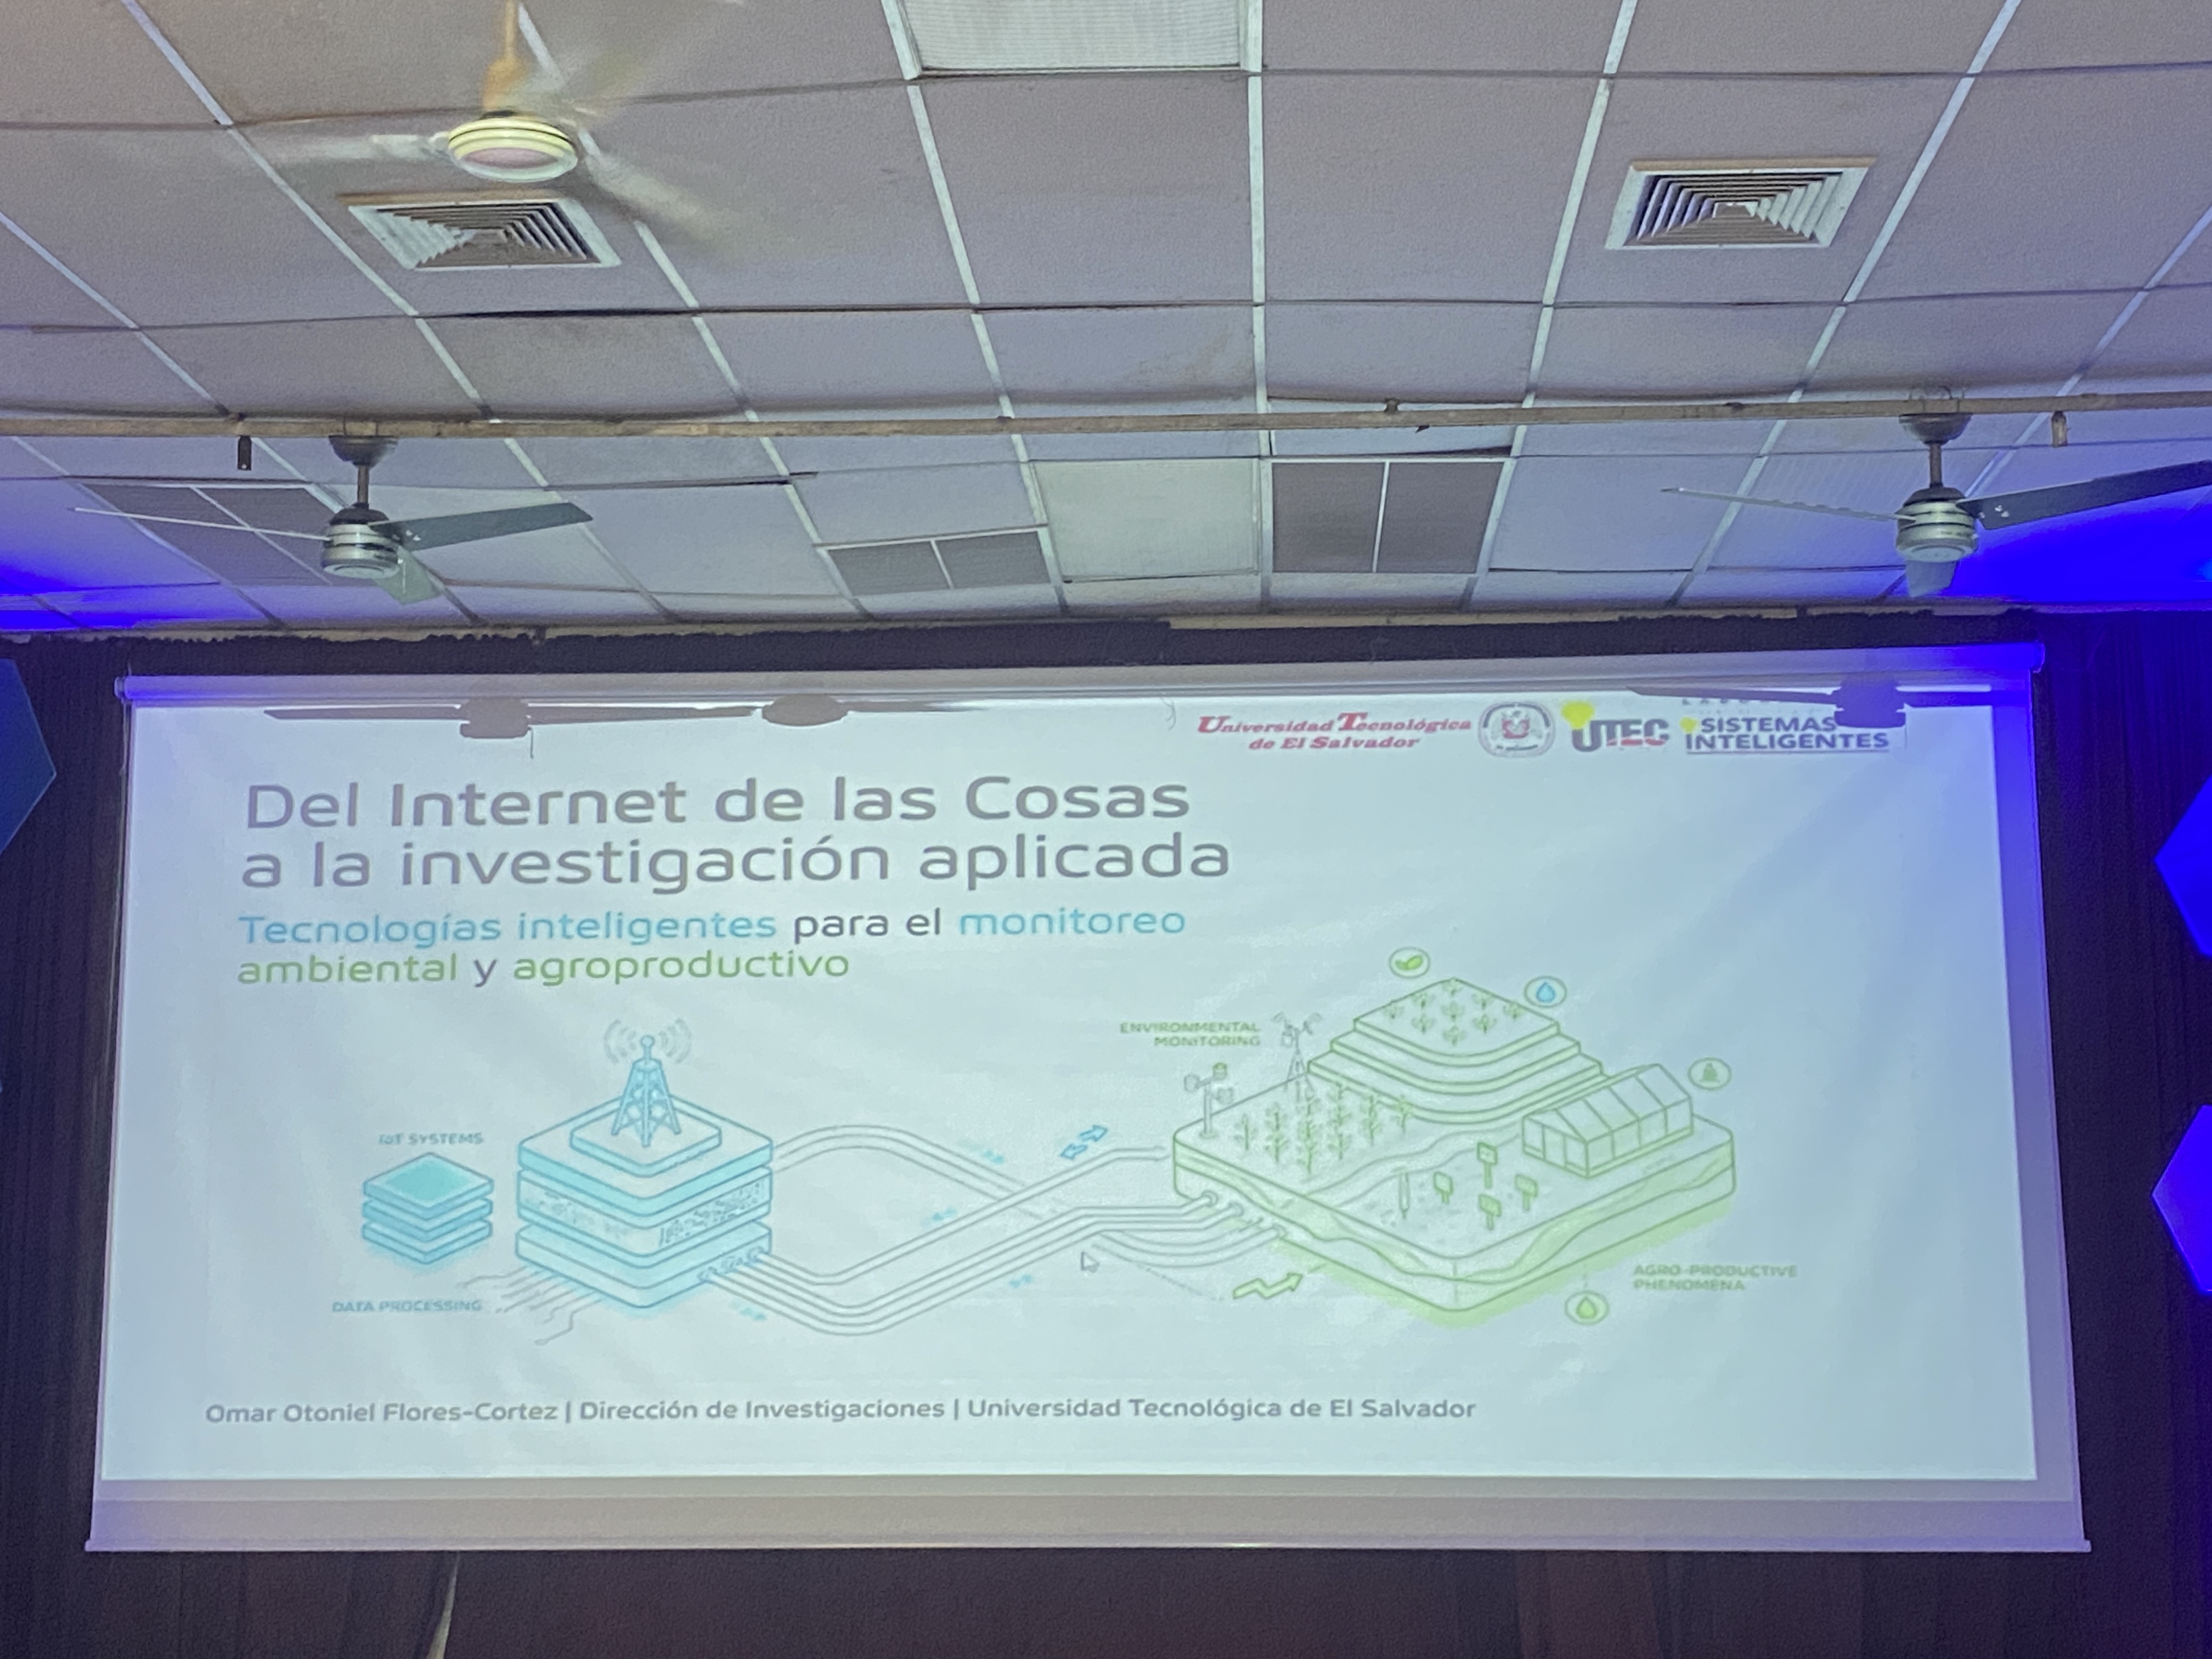 Universidad Tecnológica
de El Salvador
UTEC
SISTEMAS
INTELIGENTES
Del Internet de las Cosas
a la investigación aplicada
Tecnologías inteligentes para el monitoreo
ambiental y agroproductivo
ENVIRONMENTAL
MONITORING
IoT SYSTEMS
DATA PROCESSING
AGRO-PRODUCTIVE
PHENOMENA
Omar Otoniel Flores-Cortez | Dirección de Investigaciones | Universidad Tecnológica de El Salvador